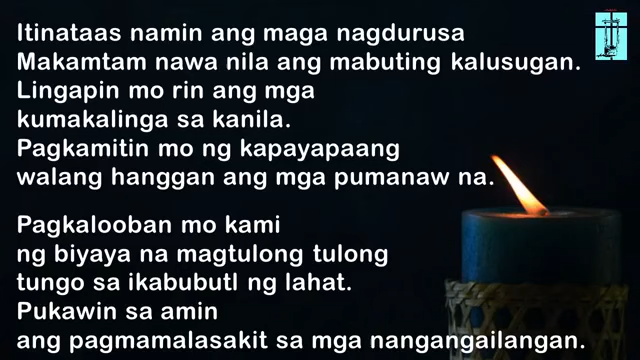 Itinataas namin ang maga nagdurusa
Makamtam nawa nila ang mabuting kalusugan.
Lingapin mo rin ang mga
kumakalinga sa kanila.
Pagkamitin mo ng kapayapaang
walang hanggan ang mga pumanaw na.
Pagkalooban mo kami
ng biyaya na magtulong tulong
tungo sa ikabubutl ng lahat.
Pukawin sa amin
ang pagmamalasakit sa mga nangangailangan.